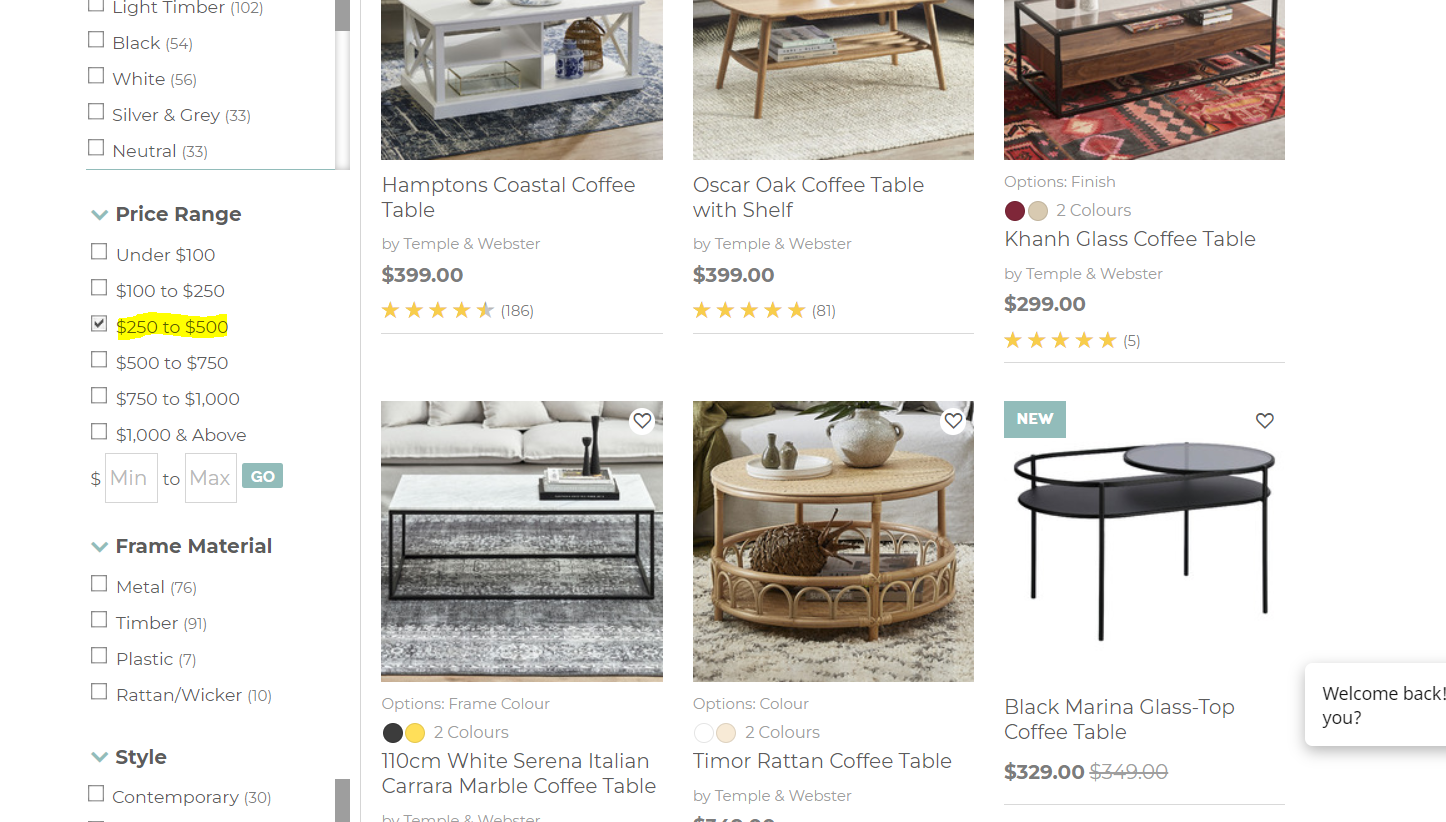 Light Timber (102)
Black (54)
White (56)
Silver & Grey (33)
Neutral (33)
Price Range
Under $100
$100 to $250
$250 to $500
$500 to $750
$750 to $1,000
$1,000 & Above
$ Min to Max GO
Frame Material
Metal (76)
Timber (91)
Plastic (7)
Rattan/Wicker (10)
Style
Contemporary (30)
Hamptons Coastal Coffee
Table
by Temple & Webster
$399.00
(186)
Oscar Oak Coffee Table
with Shelf
by Temple & Webster
$399.00
(81)
Options: Finish
2 Colours
Khanh Glass Coffee Table
by Temple & Webster
$299.00
(5)
Options: Frame Colour
2 Colours
110cm White Serena Italian
Carrara Marble Coffee Table
by Temple & Webster
Options: Colour
2 Colours
Timor Rattan Coffee Table
by Temple & Webster
$349.00
NEW
Black Marina Glass-Top
Coffee Table
$329.00 $349.00
Welcome back!
you?